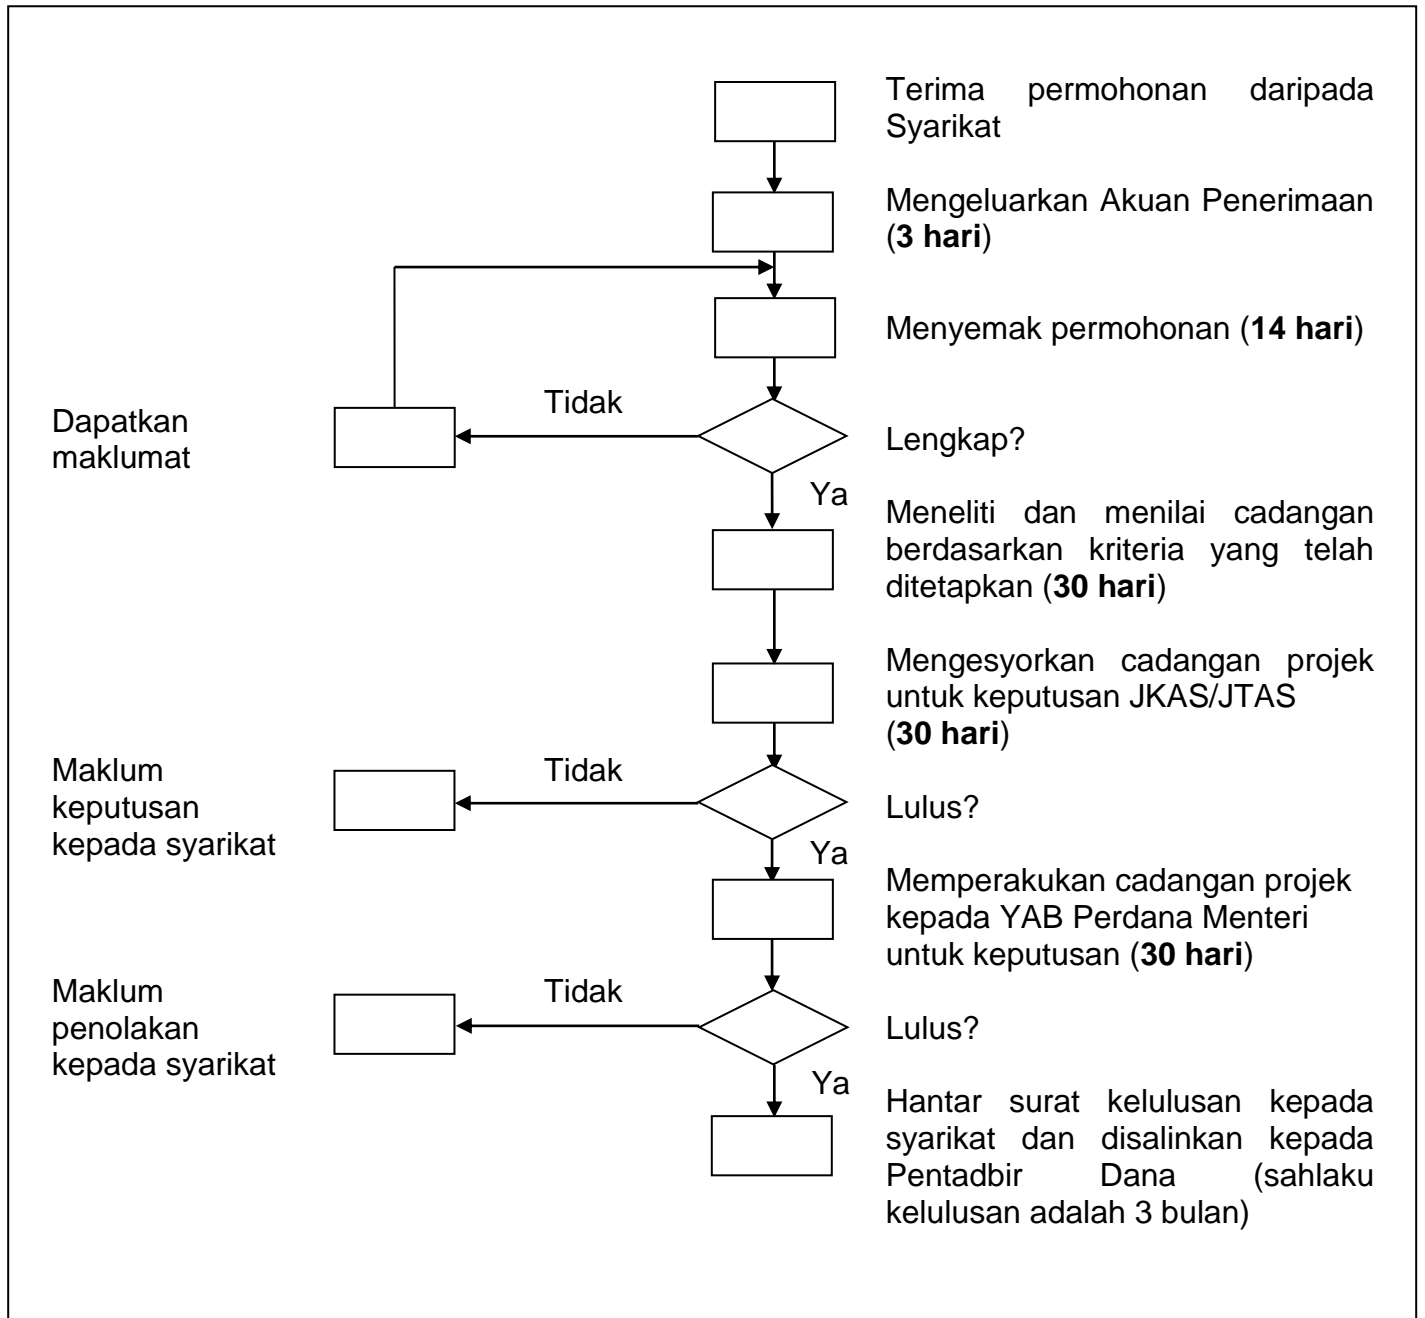 Terima permohonan daripada
Syarikat
Mengeluarkan Akuan Penerimaan
(3 hari)
Menyemak permohonan (14 hari)
Tidak
Dapatkan
maklumat
Lengkap?
Ya
Meneliti dan menilai cadangan
berdasarkan kriteria yang telah
ditetapkan (30 hari)
Mengesyorkan cadangan projek
untuk keputusan JKAS/JTAS
(30 hari)
Maklum
keputusan
kepada syarikat
Tidak
Lulus?
Ya
Memperakukan cadangan projek
kepada YAB Perdana Menteri
untuk keputusan (30 hari)
Maklum
penolakan
kepada syarikat
Tidak
Lulus?
Ya
Hantar surat kelulusan kepada
syarikat dan disalinkan kepada
Pentadbir Dana (sahlaku
kelulusan adalah 3 bulan)